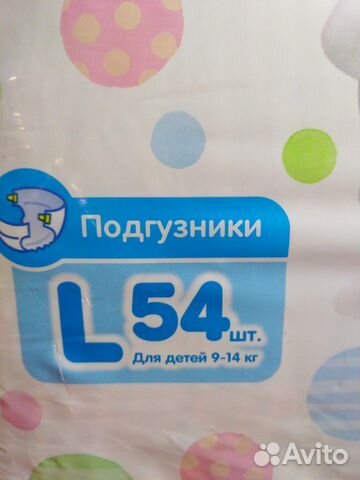 Подгузники
L 54 шт.
Для детей 9-14 кг
Avito